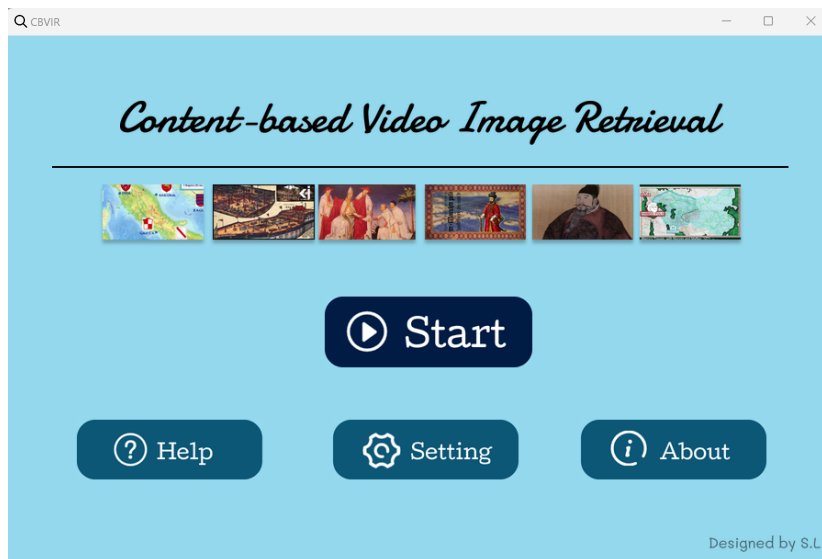 CBVIR
Content-based Video Image Retrieval
Start
Help
Setting
About
Designed by S.L